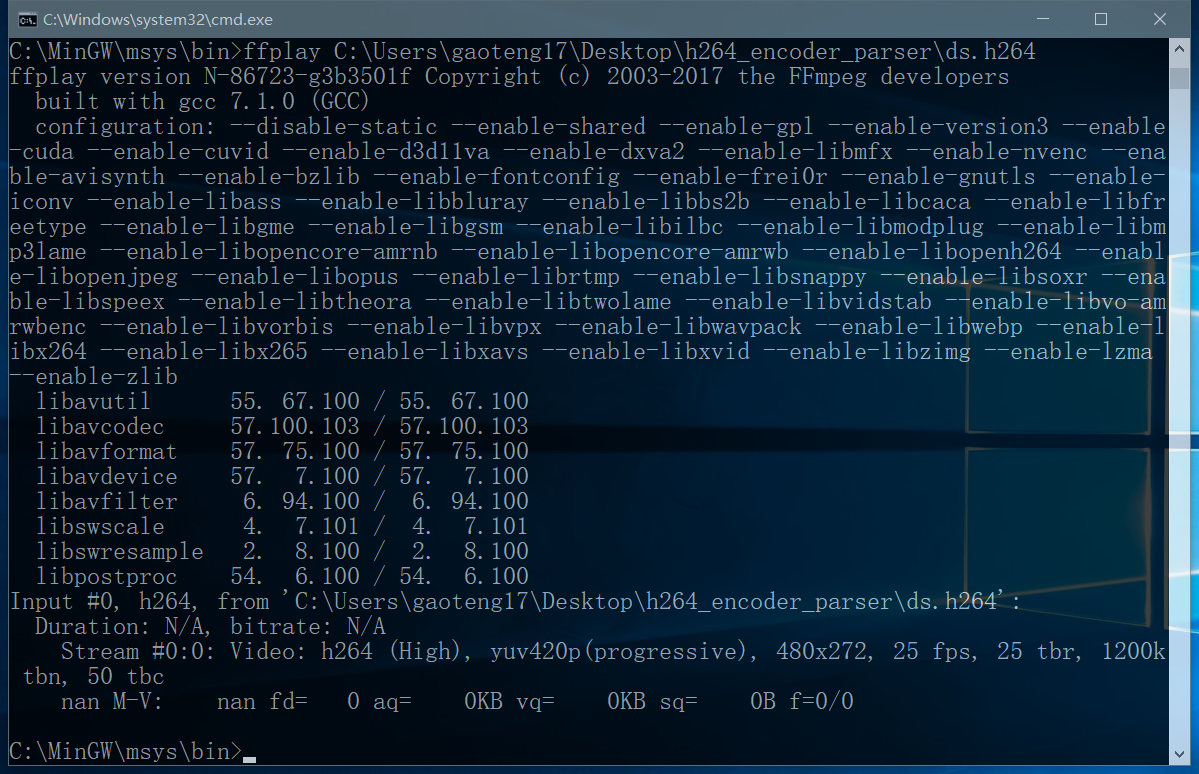 C:\Windows\system32\cmd.exe
C:\MinGW\msys\bin>ffplay C:\Users\gaoteng17\Desktop\h264_encoder_parser\ds.h264
ffplay version N-86723-g3b3501f Copyright (c) 2003-2017 the FFmpeg developers
  built with gcc 7.1.0 (GCC)
  configuration: --disable-static --enable-shared --enable-gpl --enable-version3 --enable
-cuda --enable-cuvid --enable-d3d11va --enable-dxva2 --enable-libmfx --enable-nvenc --ena
ble-avisynth --enable-bzlib --enable-fontconfig --enable-frei0r --enable-gnutls --enable-
iconv --enable-libass --enable-libbluray --enable-libbs2b --enable-libcaca --enable-libfr
eetype --enable-libgme --enable-libgsm --enable-libilbc --enable-libmodplug --enable-libm
p3lame --enable-libopencore-amrnb --enable-libopencore-amrwb --enable-libopenh264 --enabl
e-libopenjpeg --enable-libopus --enable-librtmp --enable-libsnappy --enable-libsoxr --ena
ble-libspeex --enable-libtheora --enable-libtwolame --enable-libvidstab --enable-libvo-am
rwbenc --enable-libvorbis --enable-libvpx --enable-libwavpack --enable-libwebp --enable-l
ibx264 --enable-libx265 --enable-libxavs --enable-libxvid --enable-libzimg --enable-lzma
--enable-zlib
  libavutil      55. 67.100 / 55. 67.100
  libavcodec     57.100.103 / 57.100.103
  libavformat    57. 75.100 / 57. 75.100
  libavdevice    57.  7.100 / 57.  7.100
  libavfilter     6. 94.100 /  6. 94.100
  libswscale      4.  7.101 /  4.  7.101
  libswresample   2.  8.100 /  2.  8.100
  libpostproc    54.  6.100 / 54.  6.100
Input #0, h264, from 'C:\Users\gaoteng17\Desktop\h264_encoder_parser\ds.h264':
  Duration: N/A, bitrate: N/A
    Stream #0:0: Video: h264 (High), yuv420p(progressive), 480x272, 25 fps, 25 tbr, 1200k
 tbn, 50 tbc
    nan M-V:    nan fd=   0 aq=    0KB vq=    0KB sq=    0B f=0/0
C:\MinGW\msys\bin>